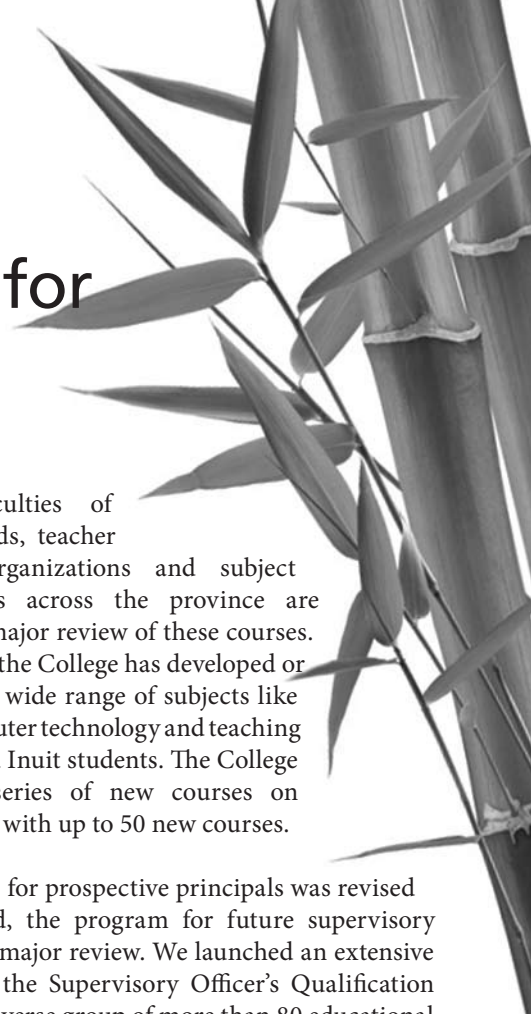 for
culties of
ds, teacher
rganizations and subject
s across the province are
major review of these courses.
the College has developed or
wide range of subjects like
uter technology and teaching
Inuit students. The College
series of new courses on
with up to 50 new courses.
for prospective principals was revised
d, the program for future supervisory
major review. We launched an extensive
the Supervisory Officer's Qualification
verse group of more than 80 educational